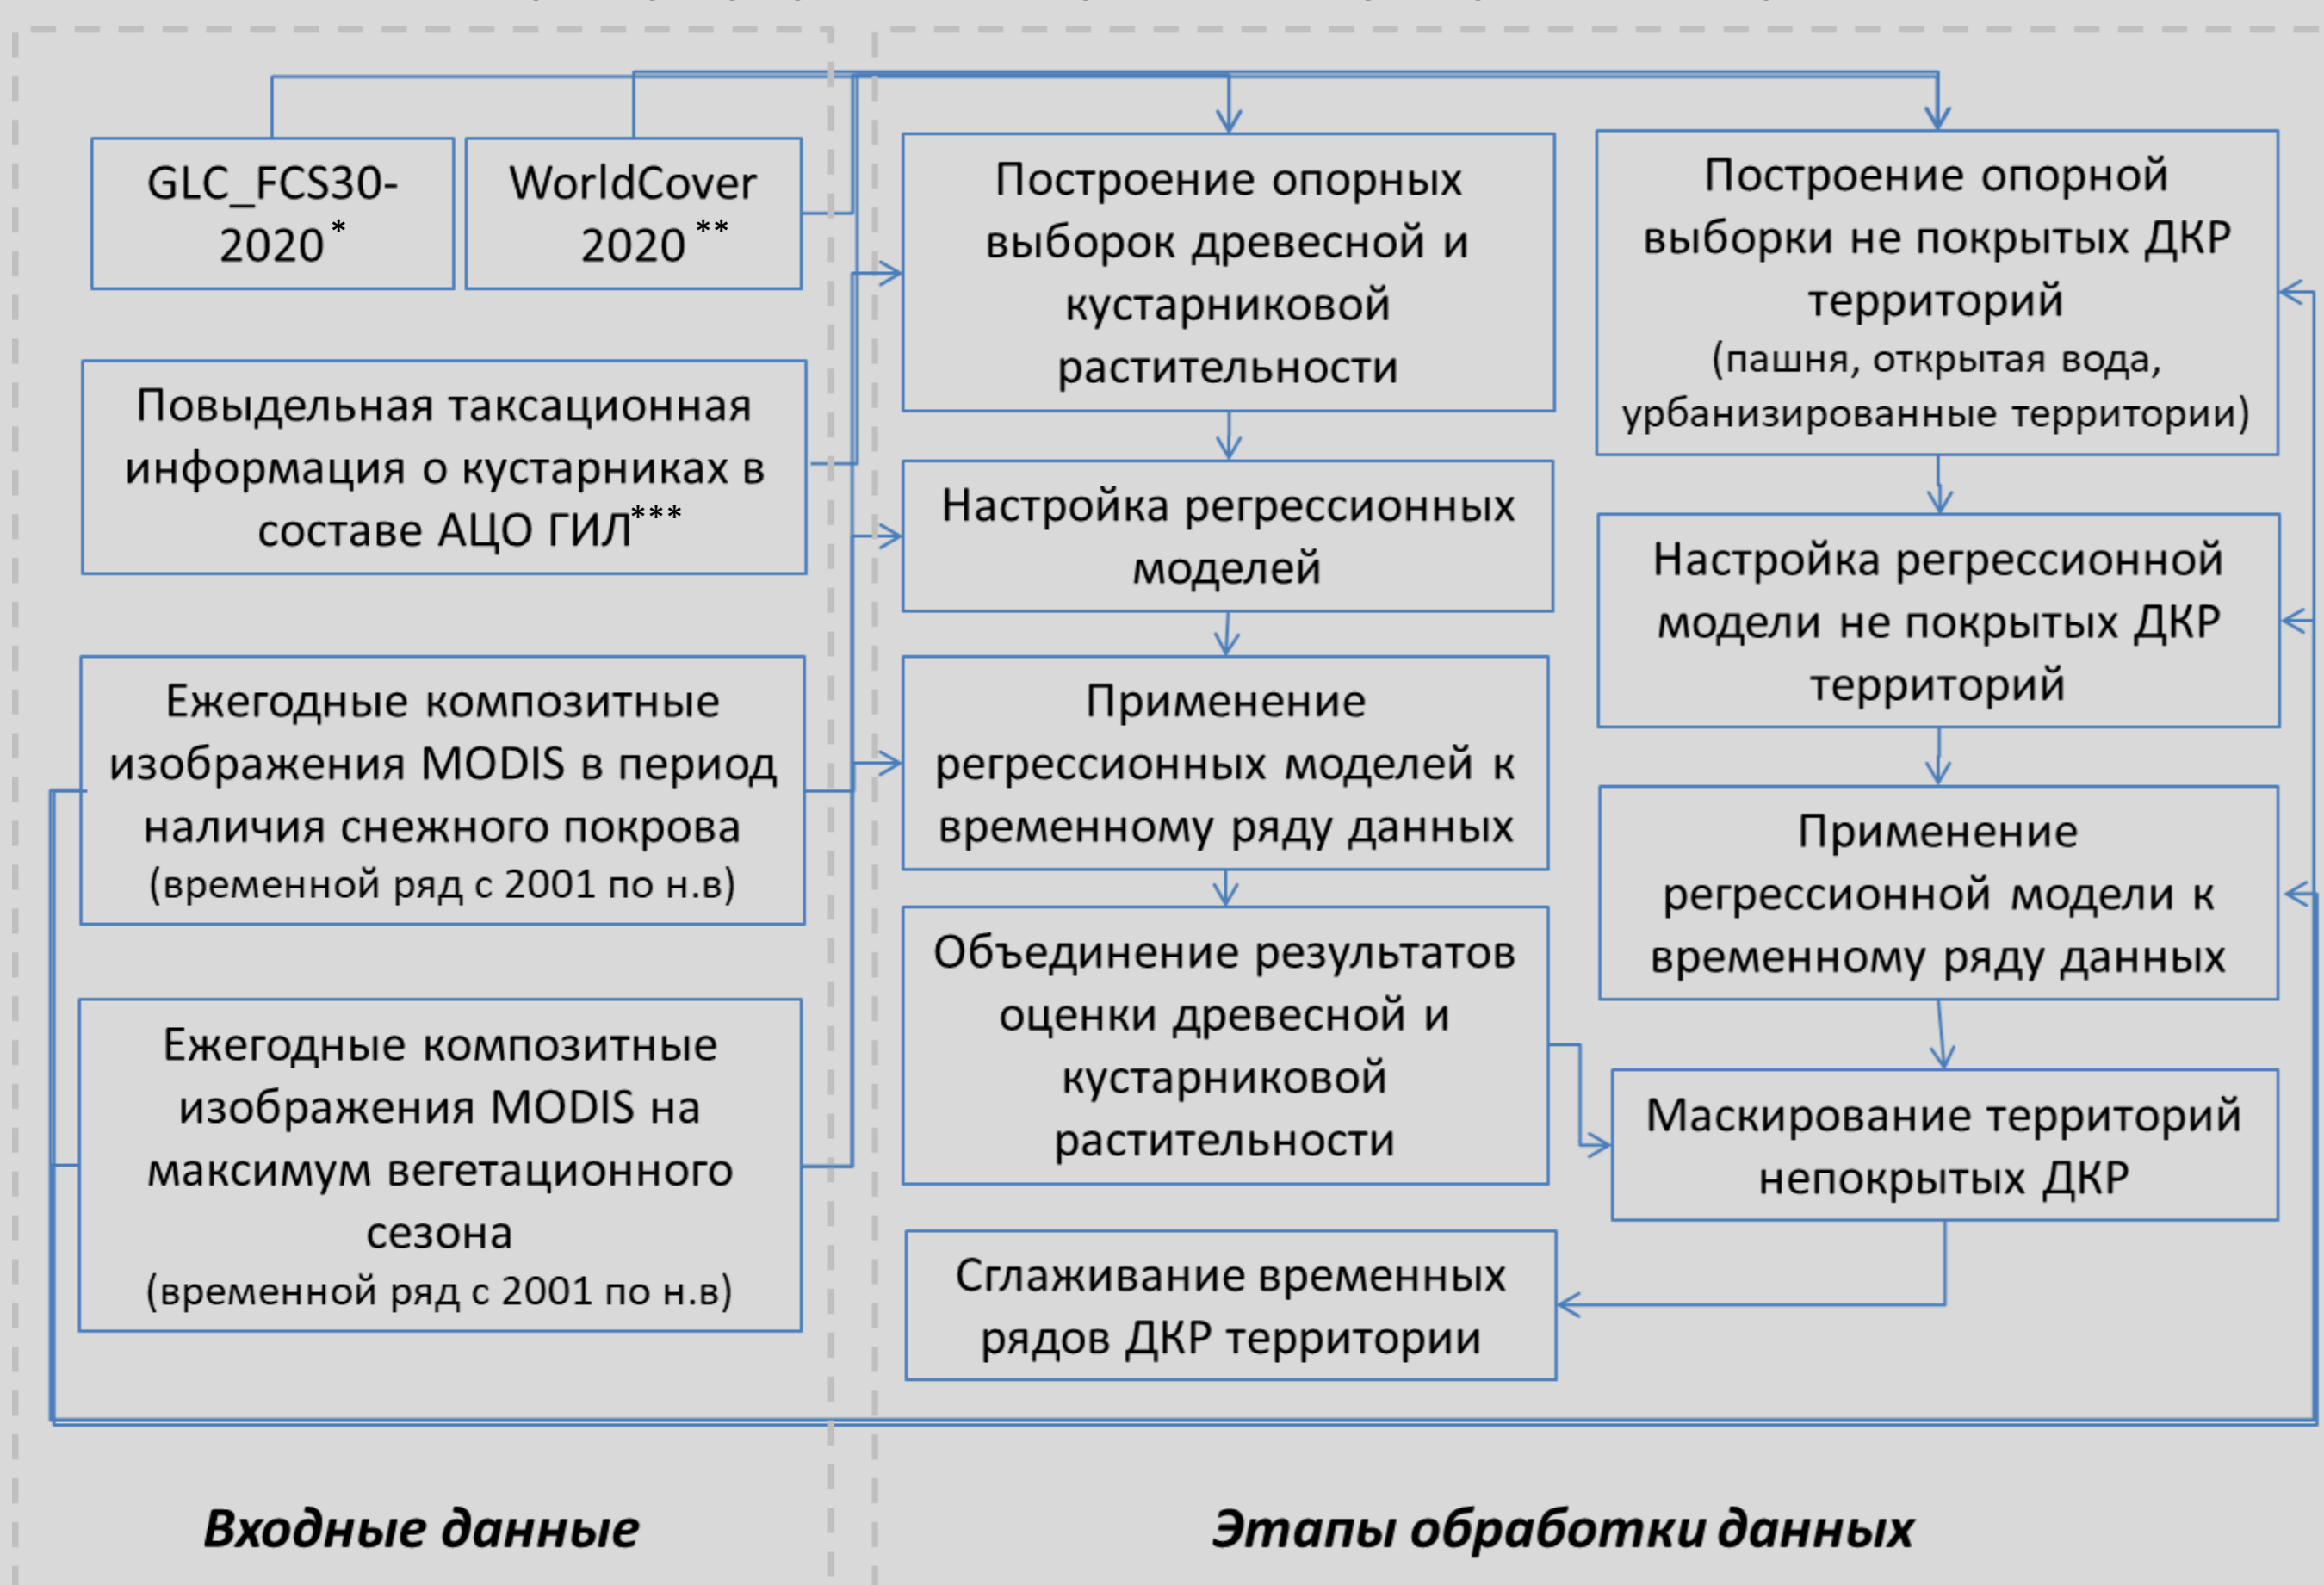 GLC_FCS30-
2020 *
WorldCover
2020 **
Повыдельная таксационная
информация о кустарниках в
составе АЦО ГИЛ***
Ежегодные композитные
изображения MODIS в период
наличия снежного покрова
(временной ряд с 2001 по н.в)
Ежегодные композитные
изображения MODIS на
максимум вегетационного
сезона
(временной ряд с 2001 по н.в)
Входные данные
Построение опорных
выборок древесной и
кустарниковой
растительности
Настройка регрессионных
моделей
Применение
регрессионных моделей к
временному ряду данных
Объединение результатов
оценки древесной и
кустарниковой
растительности
Сглаживание временных
рядов ДКР территории
Построение опорной
выборки не покрытых ДКР
территорий
(пашня, открытая вода,
урбанизированные территории)
Настройка регрессионной
модели не покрытых ДКР
территорий
Применение
регрессионной модели к
временному ряду данных
Маскирование территорий
непокрытых ДКР
Этапы обработки данных